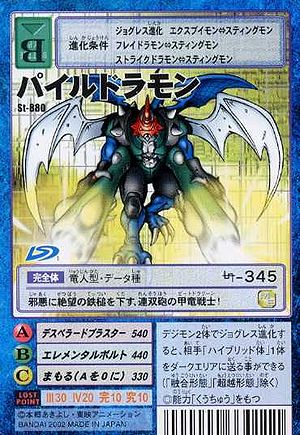 B
しんかじょうけん
進化条件
ジョグレス進化 エクスブイモン⇔スティングモン
フレイドラモン⇔スティングモン
ストライクドラモン⇔スティングモン
パイルドラモン
St-880
完全体
竜人型・データ種
345
邪悪に絶望の鉄槌を下す、連双砲の甲竜戦士!
A デスペラードブラスター 540
B エレメンタルボルト 440
C まもる(Aを0に) 330
LOST POINT
Ⅲ30 Ⅳ20 完10 究10
デジモン2体でジョグレス進化す
ると、相手「ハイブリッド体」1体
をダークエリアに送る事ができる
(「融合形態」「超越形態」除く)
◎能力「くうちゅう」をもつ
©本郷あきよし・東映アニメーション
BANDAI 2002 MADE IN JAPAN